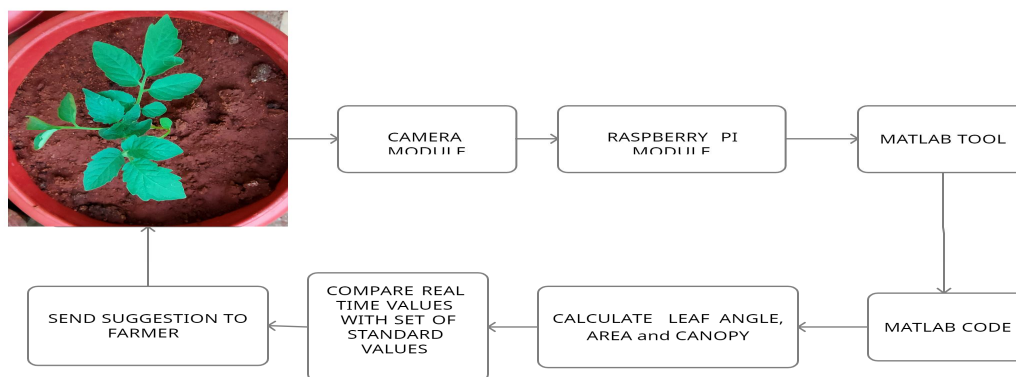 CAMERA
MODULE
RASPBERRY PI
MODULE
MATLAB TOOL
MATLAB CODE
CALCULATE LEAF ANGLE,
AREA and CANOPY
COMPARE REAL
TIME VALUES
WITH SET OF
STANDARD
VALUES
SEND SUGGESTION TO
FARMER